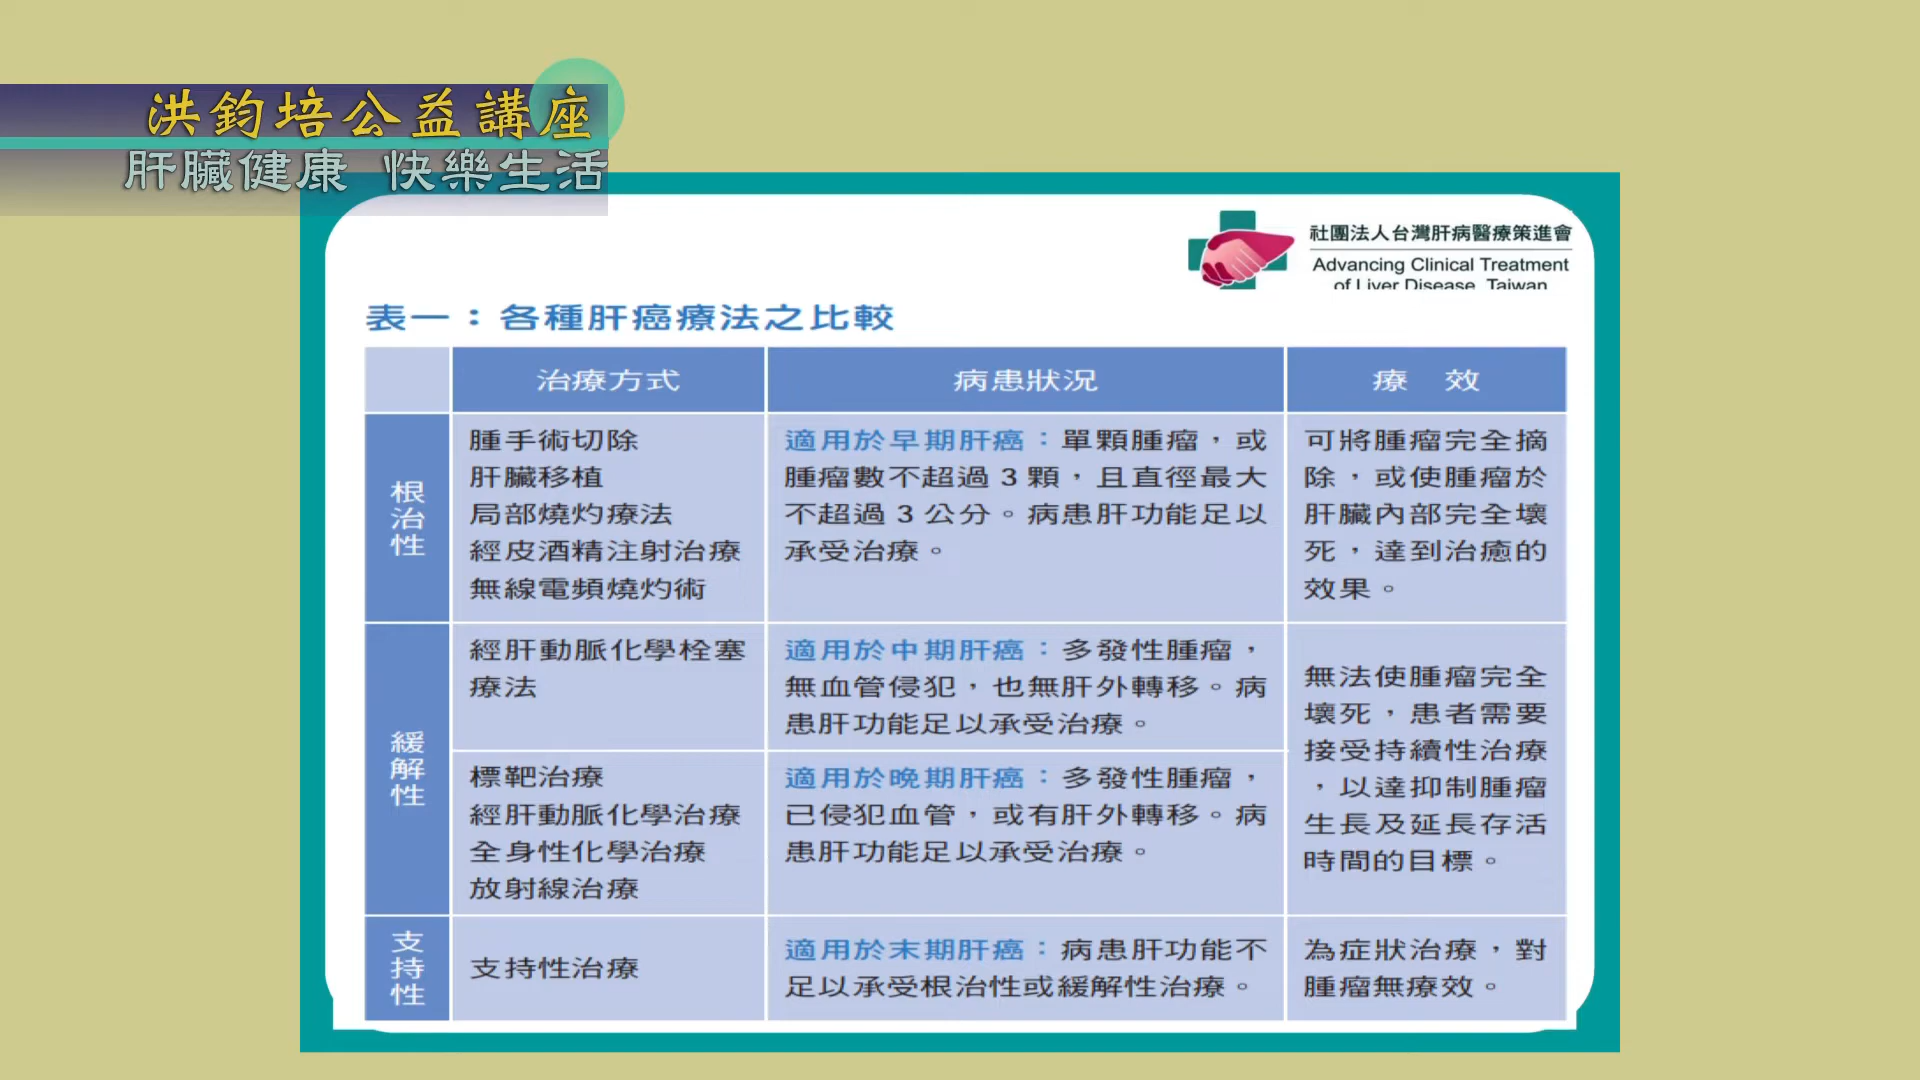 洪鈞培公益講座
肝臟健康 快樂生活
社團法人台灣肝病醫療策進會
Advancing Clinical Treatment
of Liver Disease, Taiwan
表一：各種肝癌療法之比較
治療方式
病患狀況
療 效
根治性
腫手術切除
肝臟移植
局部燒灼療法
經皮酒精注射治療
無線電頻燒灼術
適用於早期肝癌：單顆腫瘤，或
腫瘤數不超過 3 顆，且直徑最大
不超過 3 公分。病患肝功能足以
承受治療。
可將腫瘤完全摘
除，或使腫瘤於
肝臟內部完全壞
死，達到治癒的
效果。
緩解性
經肝動脈化學栓塞
療法
適用於中期肝癌：多發性腫瘤，
無血管侵犯，也無肝外轉移。病
患肝功能足以承受治療。
無法使腫瘤完全
壞死，患者需要
接受持續性治療
，以達抑制腫瘤
生長及延長存活
時間的目標。
標靶治療
經肝動脈化學治療
全身性化學治療
放射線治療
適用於晚期肝癌：多發性腫瘤，
已侵犯血管，或有肝外轉移。病
患肝功能足以承受治療。
支持性
支持性治療
適用於末期肝癌：病患肝功能不
足以承受根治性或緩解性治療。
為症狀治療，對
腫瘤無療效。